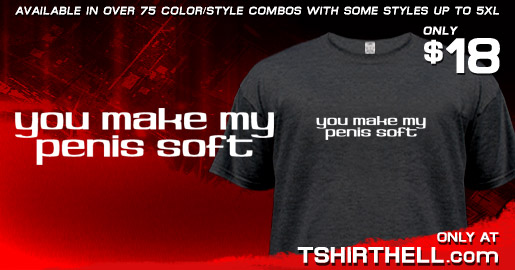 AVAILABLE IN OVER 75 COLOR/STYLE COMBOS WITH SOME STYLES UP TO 5XL
ONLY
$18
you make my
penis soft
you make my
penis soft
ONLY AT
TSHIRTHELL.com